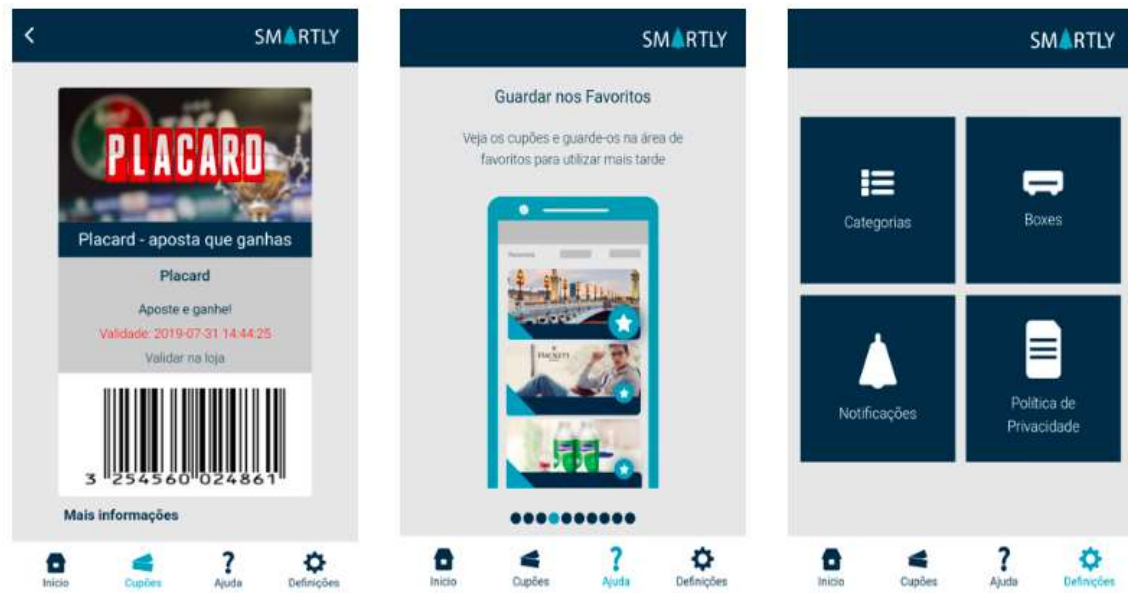 SMARTLY
PLACARD
Placard - aposta que ganhas
Placard
Aposte e ganhe!
Validade: 2019-07-31 14:44:25
Validar na loja
3 254560 024861
Mais informações
Início
Cupões
Ajuda
Definições
SMARTLY
Guardar nos Favoritos
Veja os cupões e guarde-os na área de
favoritos para utilizar mais tarde
HACKETT
Início
Cupões
Ajuda
Definições
SMARTLY
Categorias
Boxes
Notificações
Política de
Privacidade
Início
Cupões
Ajuda
Definições